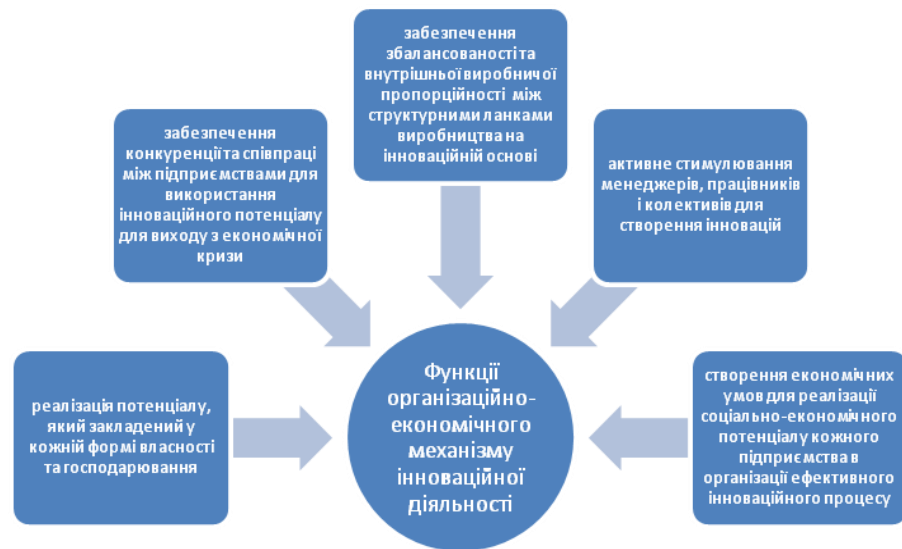 забезпечення
збалансованості та
внутрішньої виробничої
пропорційності між
структурними ланками
виробництва на
інноваційній основі
забезпечення
конкуренції та співпраці
між підприємствами для
використання
інноваційного потенціалу
для виходу з економічної
кризи
активне стимулювання
менеджерів, працівників
і колективів для
створення інновацій
реалізація потенціалу,
який закладений у
кожній формі власності
та господарювання
Функції
організаційно-
економічного
механізму
інноваційної
діяльності
створення економічних
умов для реалізації
соціально-економічного
потенціалу кожного
підприємства в
організації ефективного
інноваційного процесу